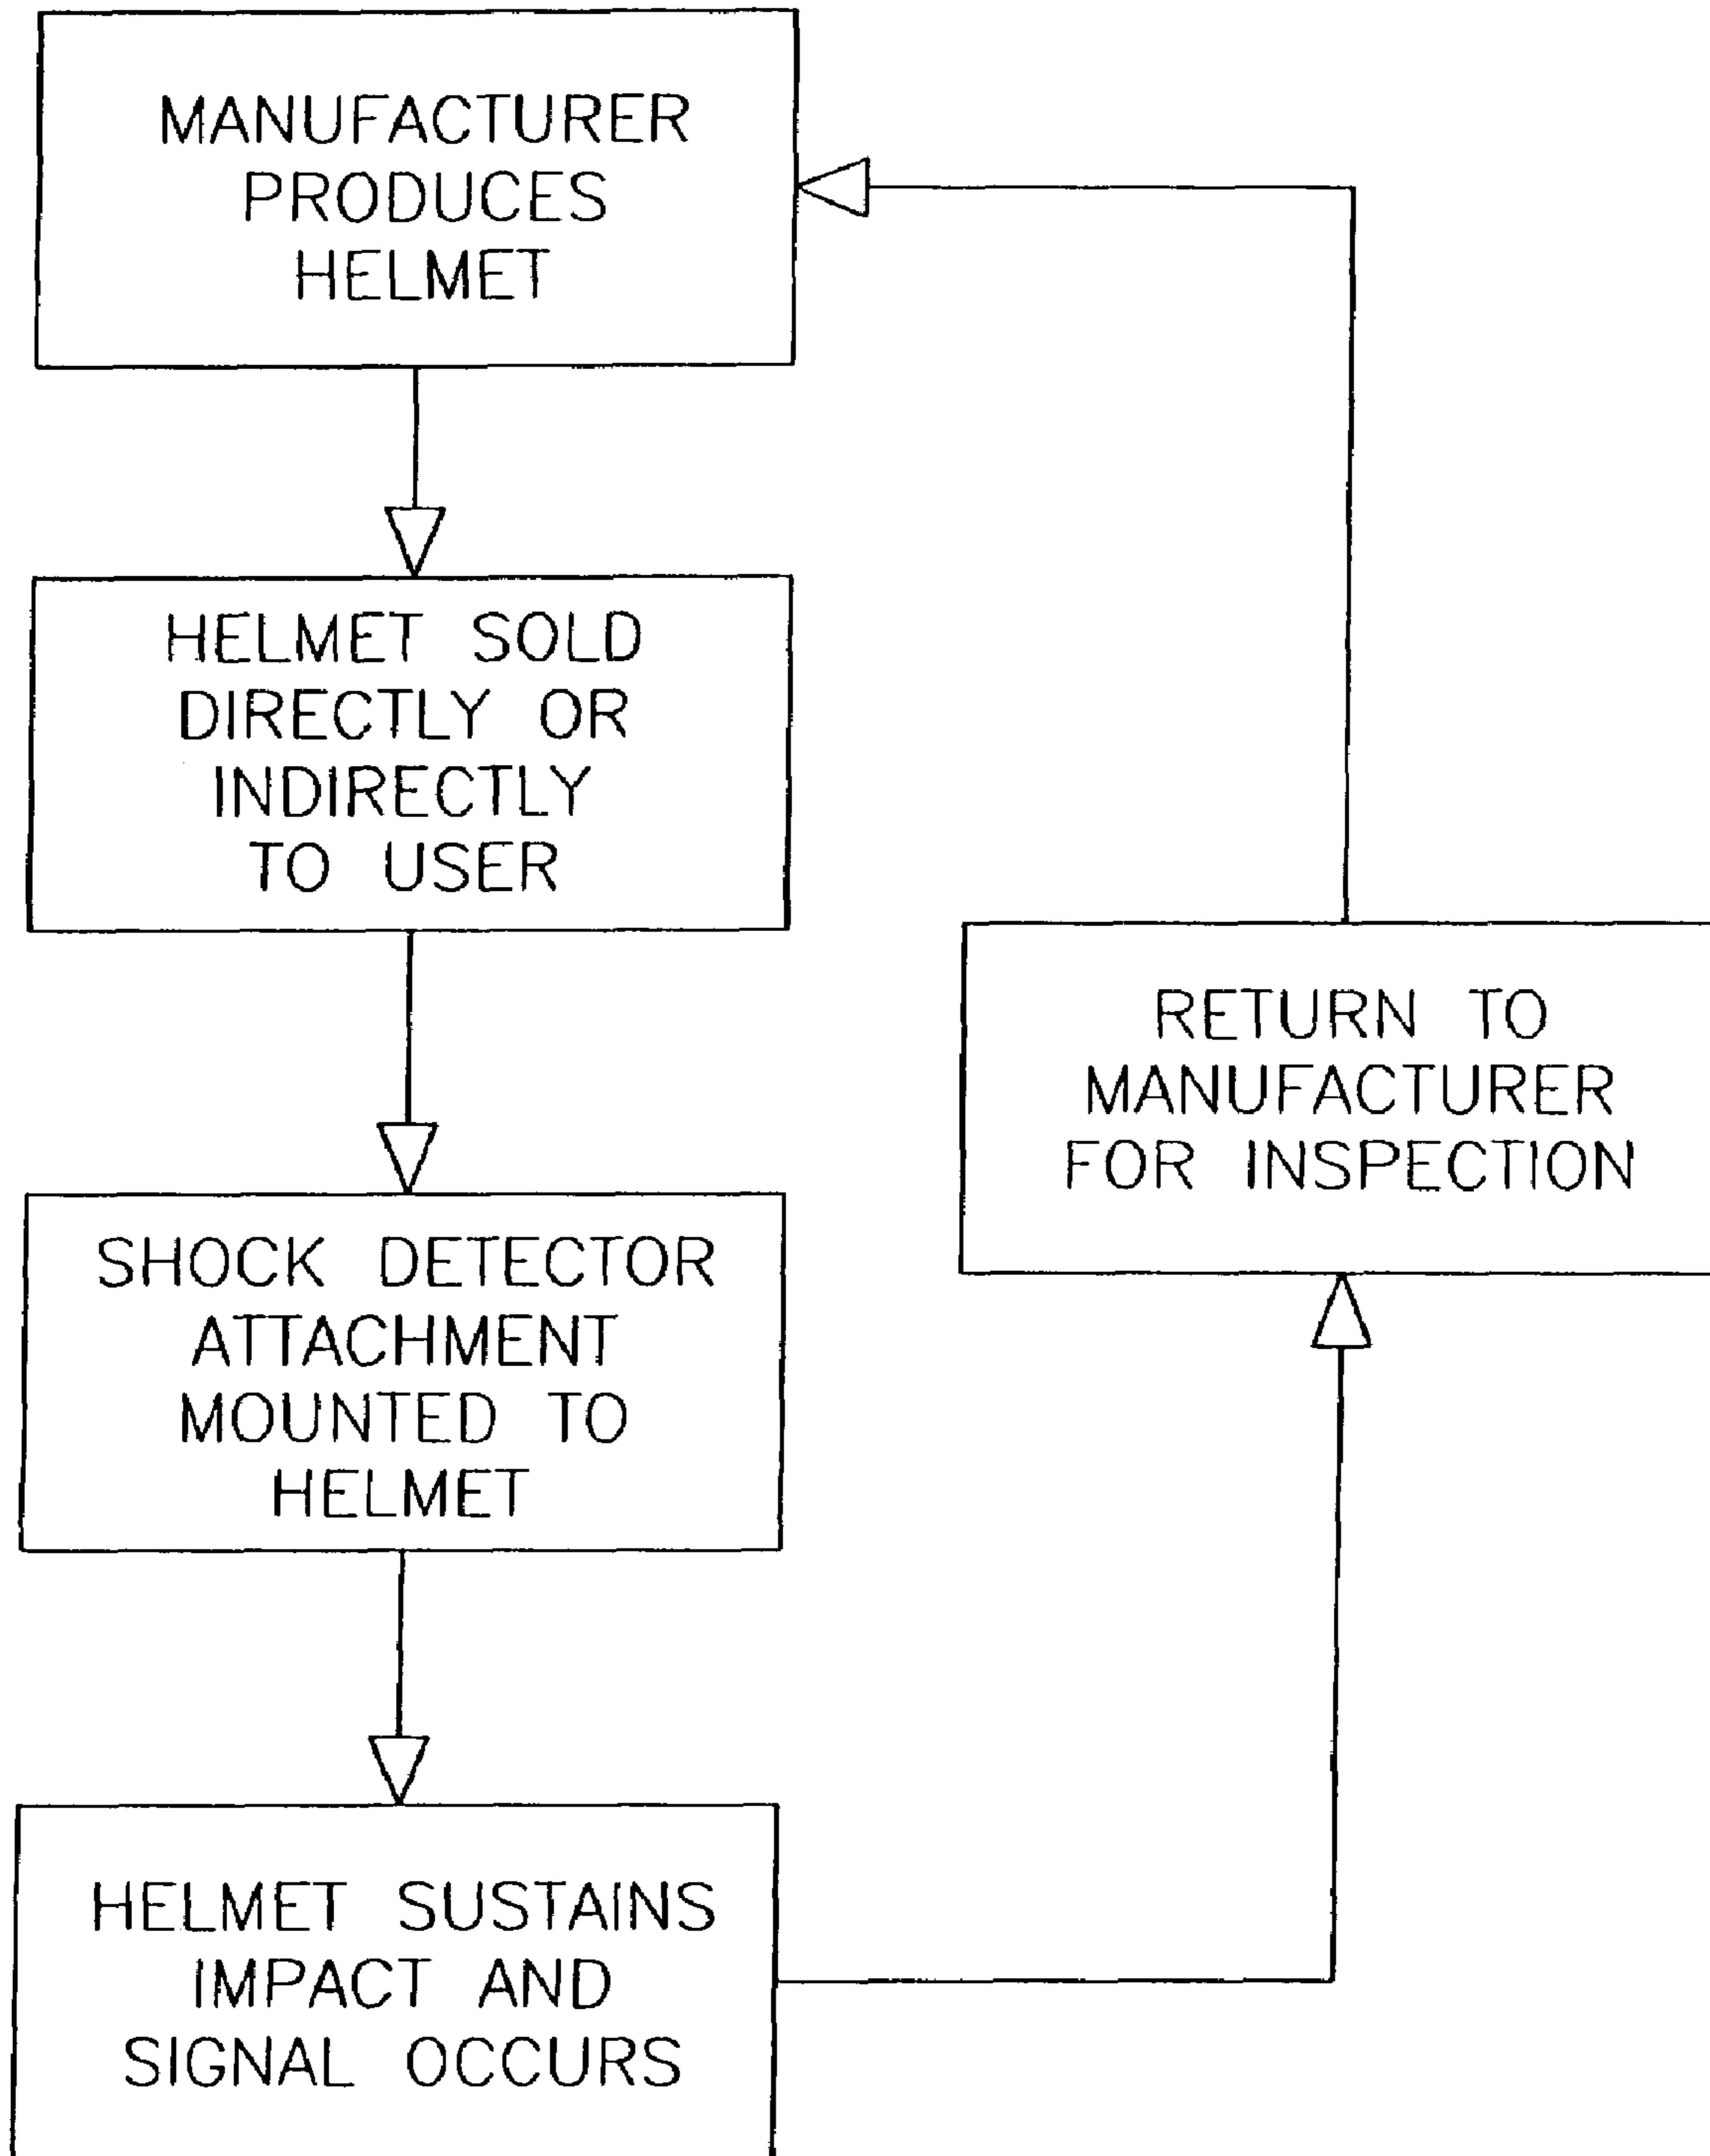 MANUFACTURER
PRODUCES
HELMET
HELMET SOLD
DIRECTLY OR
INDIRECTLY
TO USER
SHOCK DETECTOR
ATTACHMENT
MOUNTED TO
HELMET
HELMET SUSTAINS
IMPACT AND
SIGNAL OCCURS
RETURN TO
MANUFACTURER
FOR INSPECTION